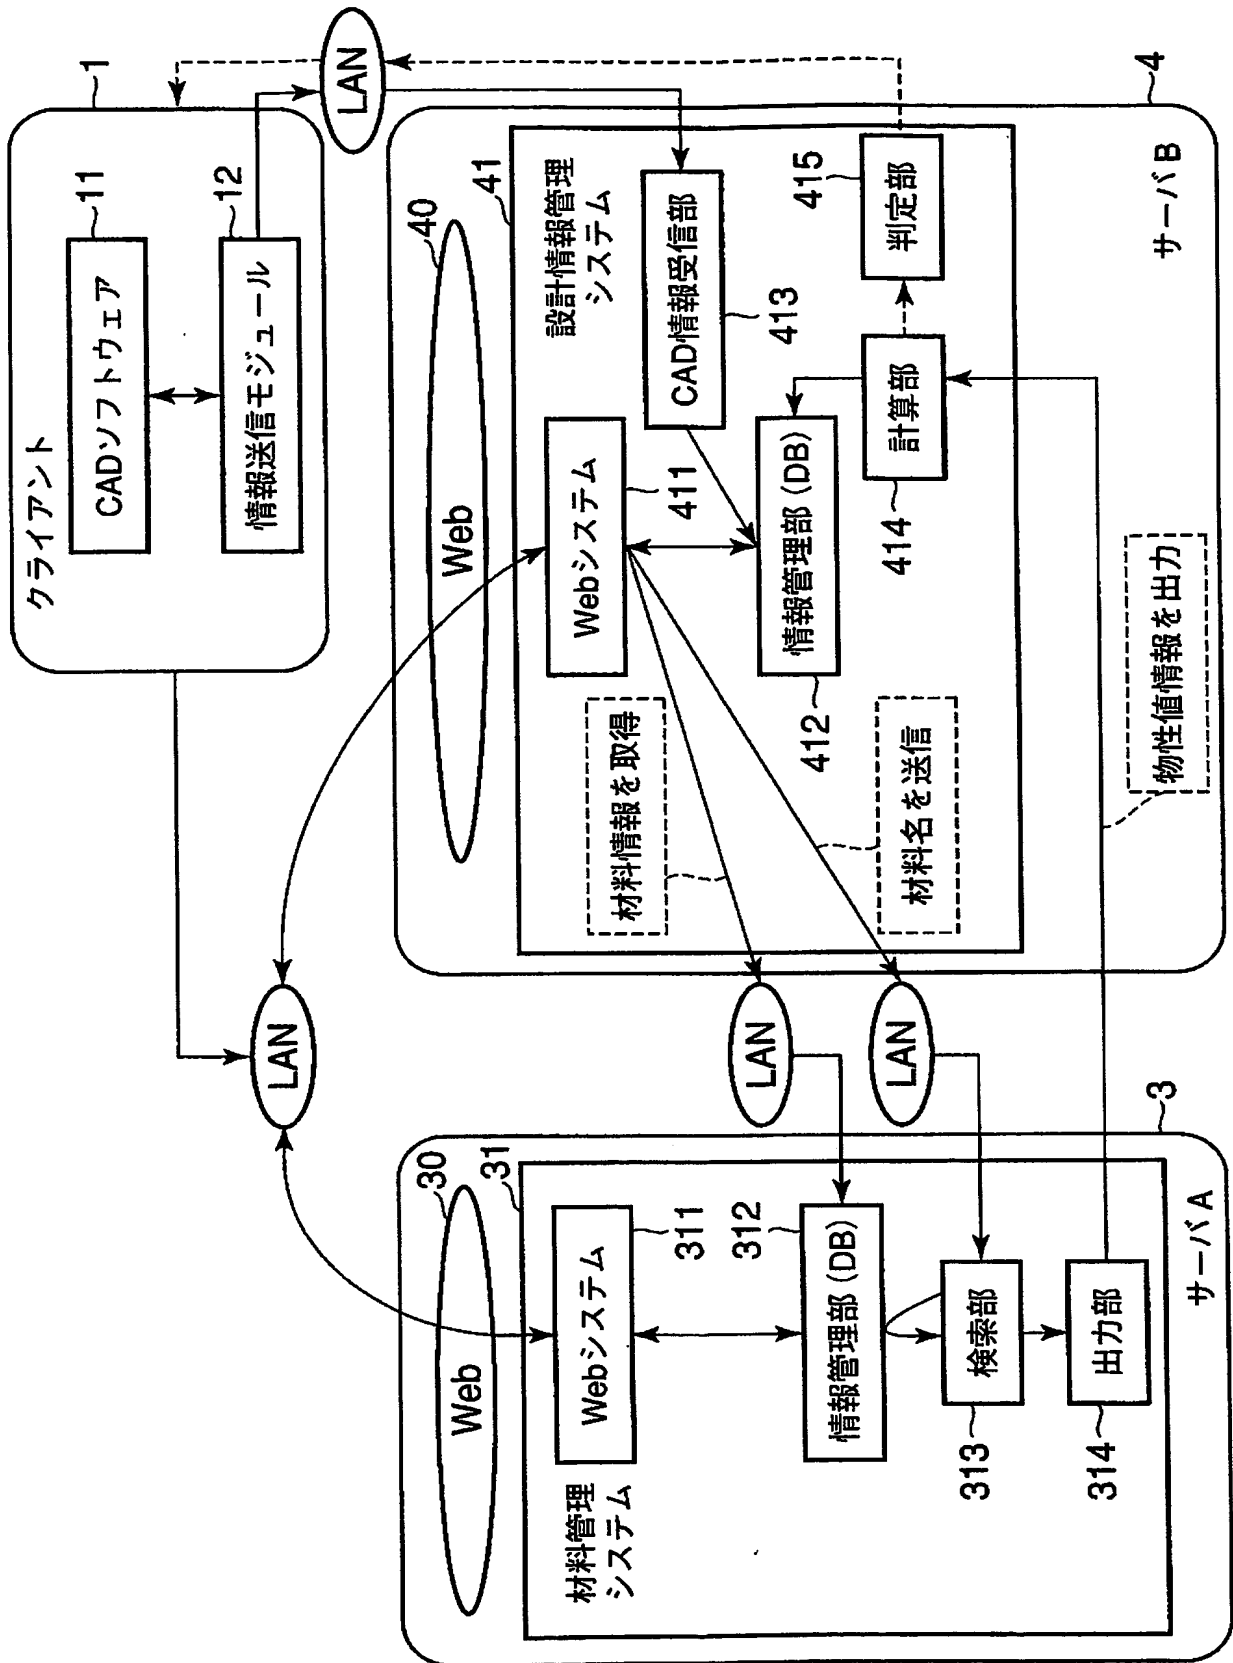 クライアント
1
CADソフトウェア
11
情報送信モジュール
12
LAN
LAN
Web
40
41
設計情報管理
システム
Webシステム
411
CAD情報受信部
413
材料情報を取得
情報管理部(DB)
412
材料名を送信
計算部
414
判定部
415
物性値情報を出力
サーバB
4
LAN
LAN
Web
30
31
材料管理
システム
Webシステム
311
312
情報管理部(DB)
検索部
313
出力部
314
サーバA
3